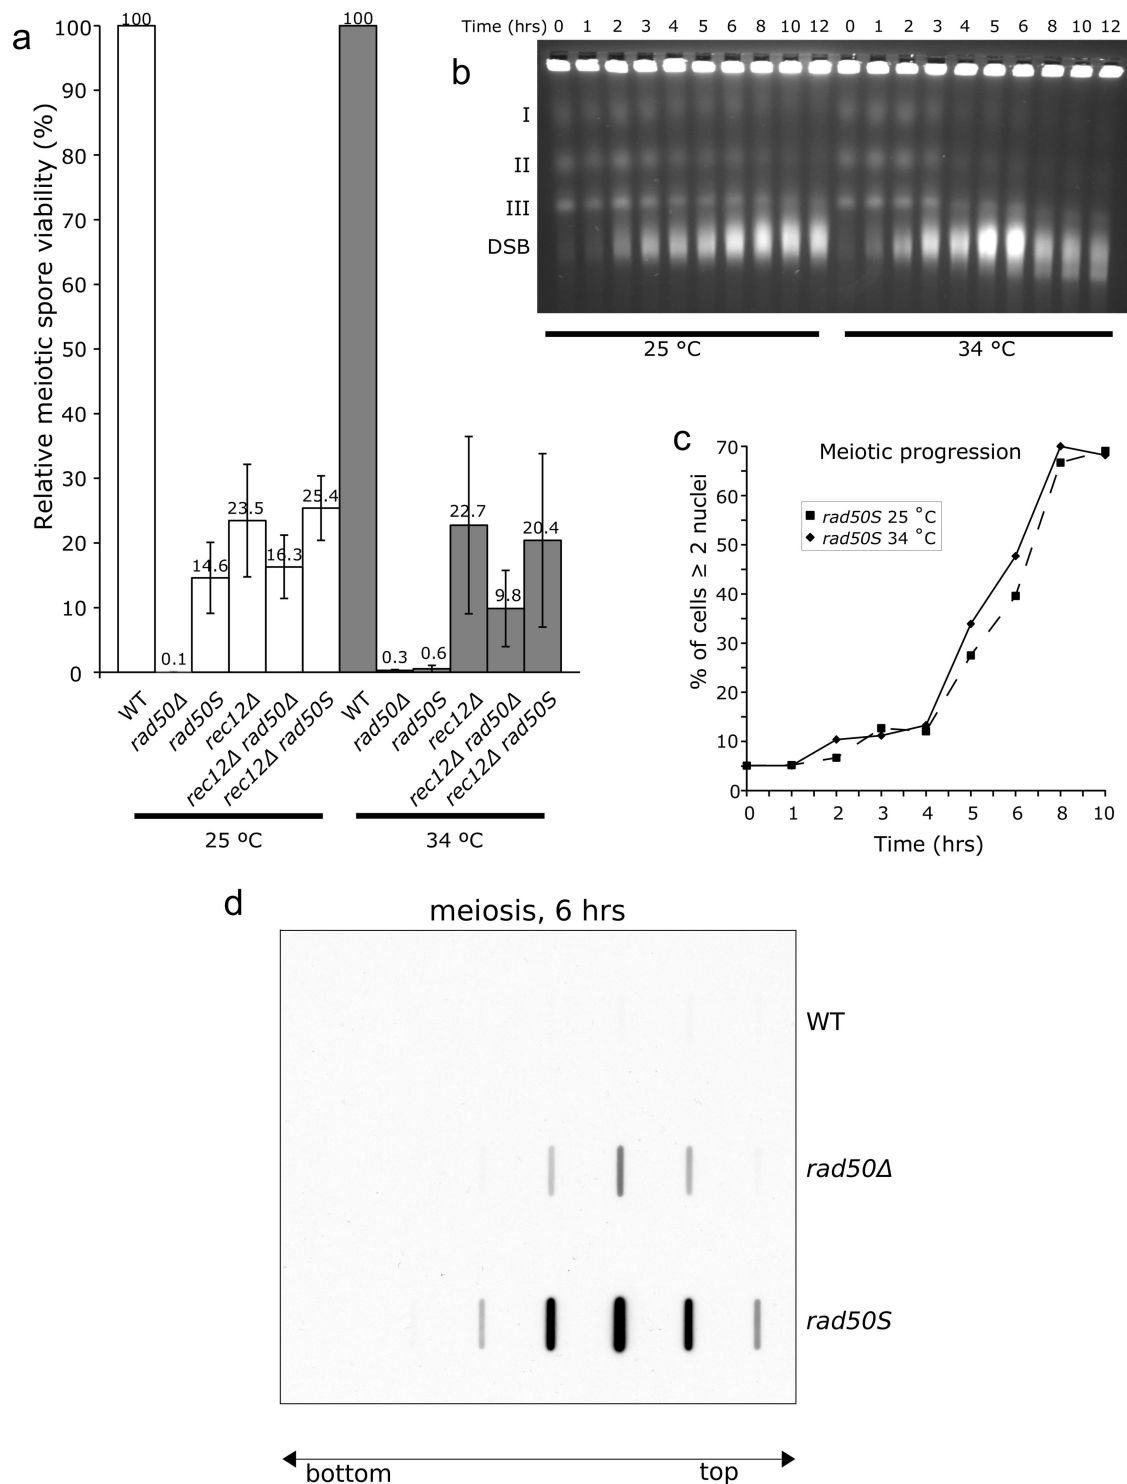 a
Relative meiotic spore viability (%)
100
90
80
70
60
50
40
30
20
10
0
100
0.1
14.6
23.5
16.3
25.4
100
0.3
0.6
22.7
9.8
20.4
WT
rad50Δ
rad50S
rec12Δ
rec12Δ rad50Δ
rec12Δ rad50S
WT
rad50Δ
rad50S
rec12Δ
rec12Δ rad50Δ
rec12Δ rad50S
25 ºC
34 ºC
b
Time (hrs) 0 1 2 3 4 5 6 8 10 12 0 1 2 3 4 5 6 8 10 12
I
II
III
DSB
25 °C
34 °C
c
Meiotic progression
% of cells ≥ 2 nuclei
70
60
50
40
30
20
10
0
rad50S 25 °C
rad50S 34 °C
0 1 2 3 4 5 6 8 10
Time (hrs)
d
meiosis, 6 hrs
WT
rad50Δ
rad50S
bottom
top